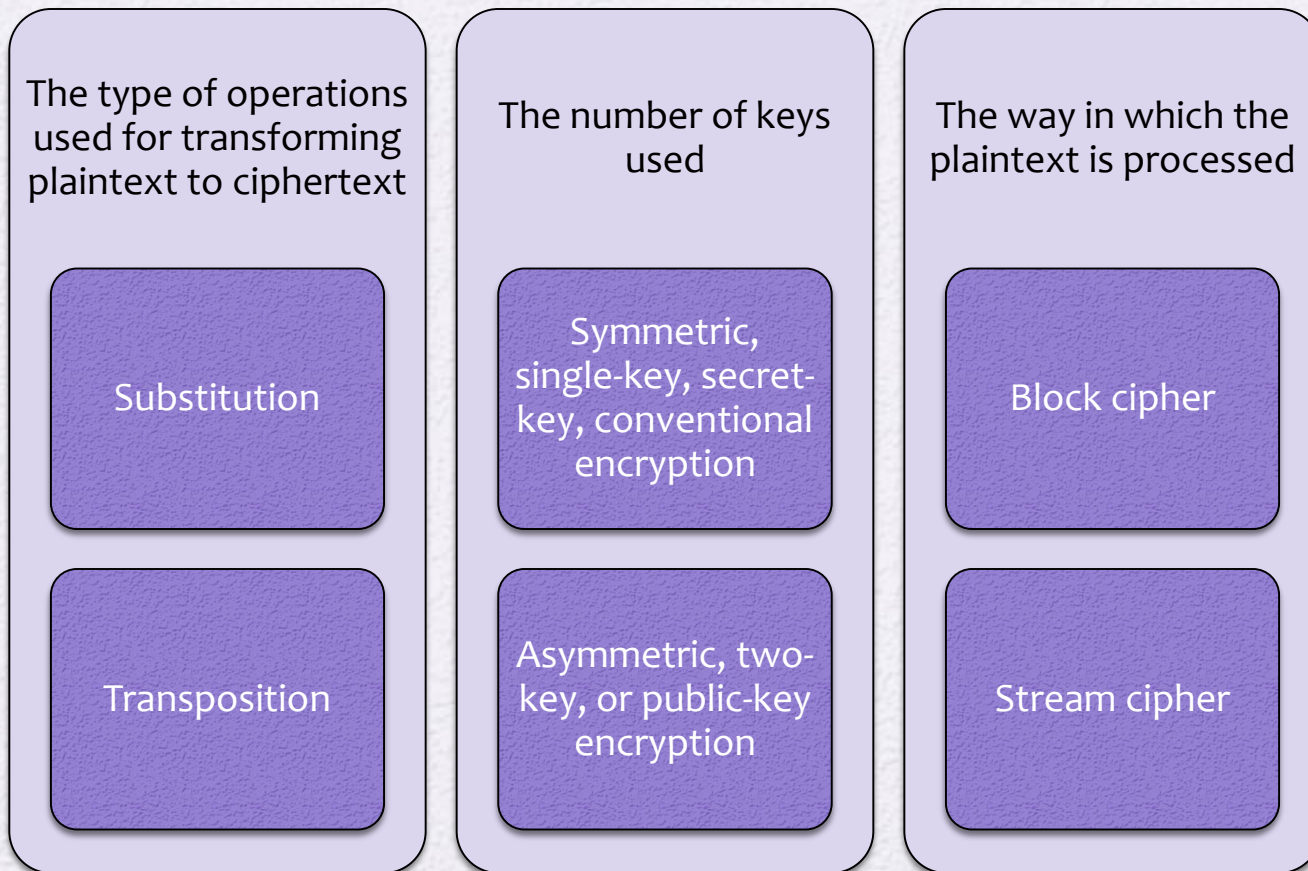 The type of operations
used for transforming
plaintext to ciphertext
Substitution
Transposition
The number of keys
used
Symmetric,
single-key, secret-
key, conventional
encryption
Asymmetric, two-
key, or public-key
encryption
The way in which the
plaintext is processed
Block cipher
Stream cipher